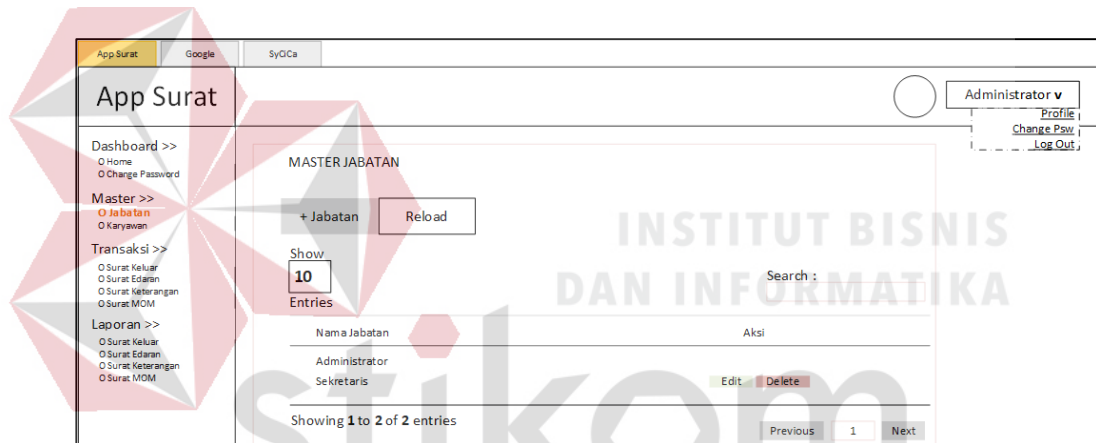 App Surat Google SyCiCa
App Surat
Administrator v
Profile
Change Psw
Log Out
Dashboard >>
O Home
O Change Password
Master >>
O Jabatan
O Karyawan
Transaksi >>
O Surat Keluar
O Surat Edaran
O Surat Keterangan
O Surat MOM
Laporan >>
O Surat Keluar
O Surat Edaran
O Surat Keterangan
O Surat MOM
MASTER JABATAN
+ Jabatan Reload
Show
10
Entries
Search :
Nama Jabatan Aksi
Administrator
Sekretaris Edit Delete
Showing 1 to 2 of 2 entries
Previous 1 Next
INSTITUT BISNIS
DAN INFORMATIKA
stikom